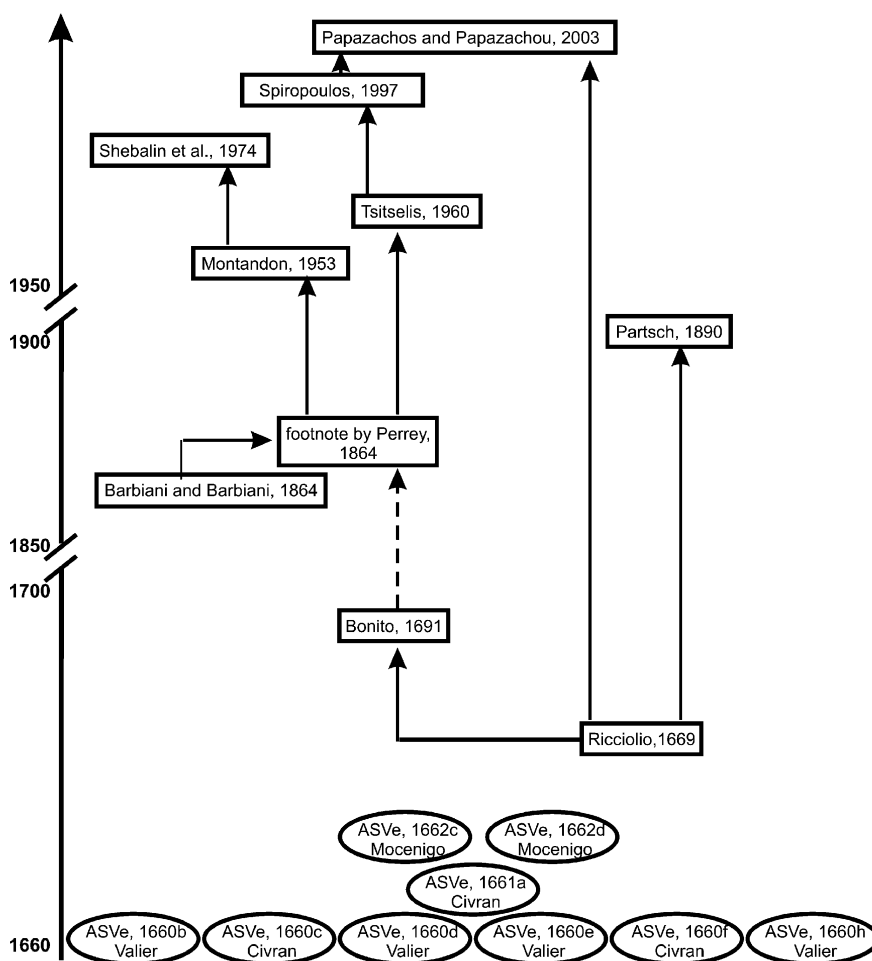 Papazachos and Papazachou, 2003
Spiropoulos, 1997
Shebalin et al., 1974
Tsitselis, 1960
Montandon, 1953
1950
1900
Partsch, 1890
footnote by Perrey,
1864
Barbiani and Barbiani, 1864
1850
1700
Bonito, 1691
Ricciolio,1669
ASVe, 1662c
Mocenigo
ASVe, 1662d
Mocenigo
ASVe, 1661a
Civran
1660
ASVe, 1660b
Valier
ASVe, 1660c
Civran
ASVe, 1660d
Valier
ASVe, 1660e
Valier
ASVe, 1660f
Civran
ASVe, 1660h
Valier